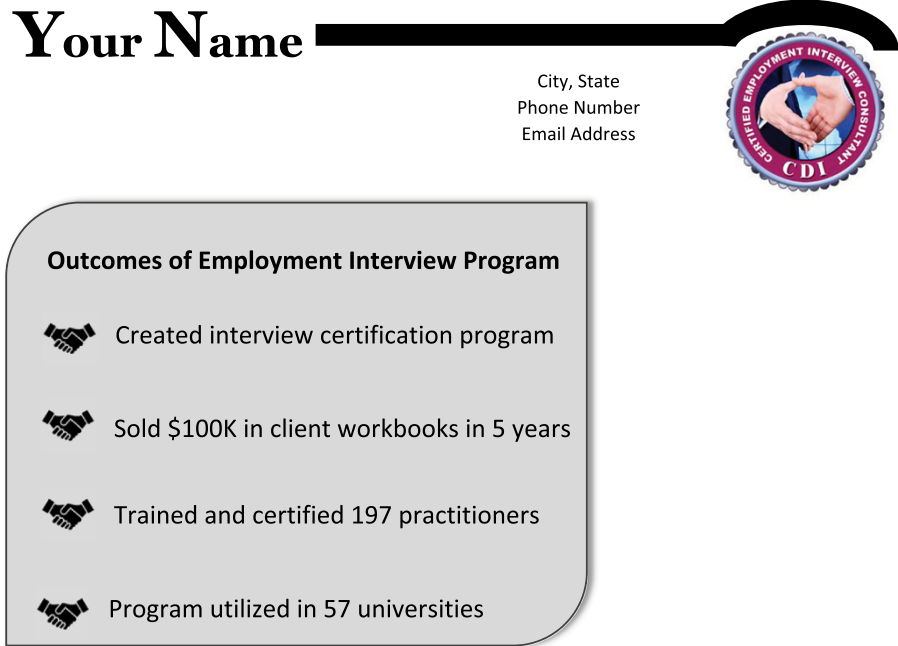 Your Name
City, State
Phone Number
Email Address
CERTIFIED EMPLOYMENT INTERVIEW CONSULTANT
CDI
Outcomes of Employment Interview Program
Created interview certification program
Sold $100K in client workbooks in 5 years
Trained and certified 197 practitioners
Program utilized in 57 universities